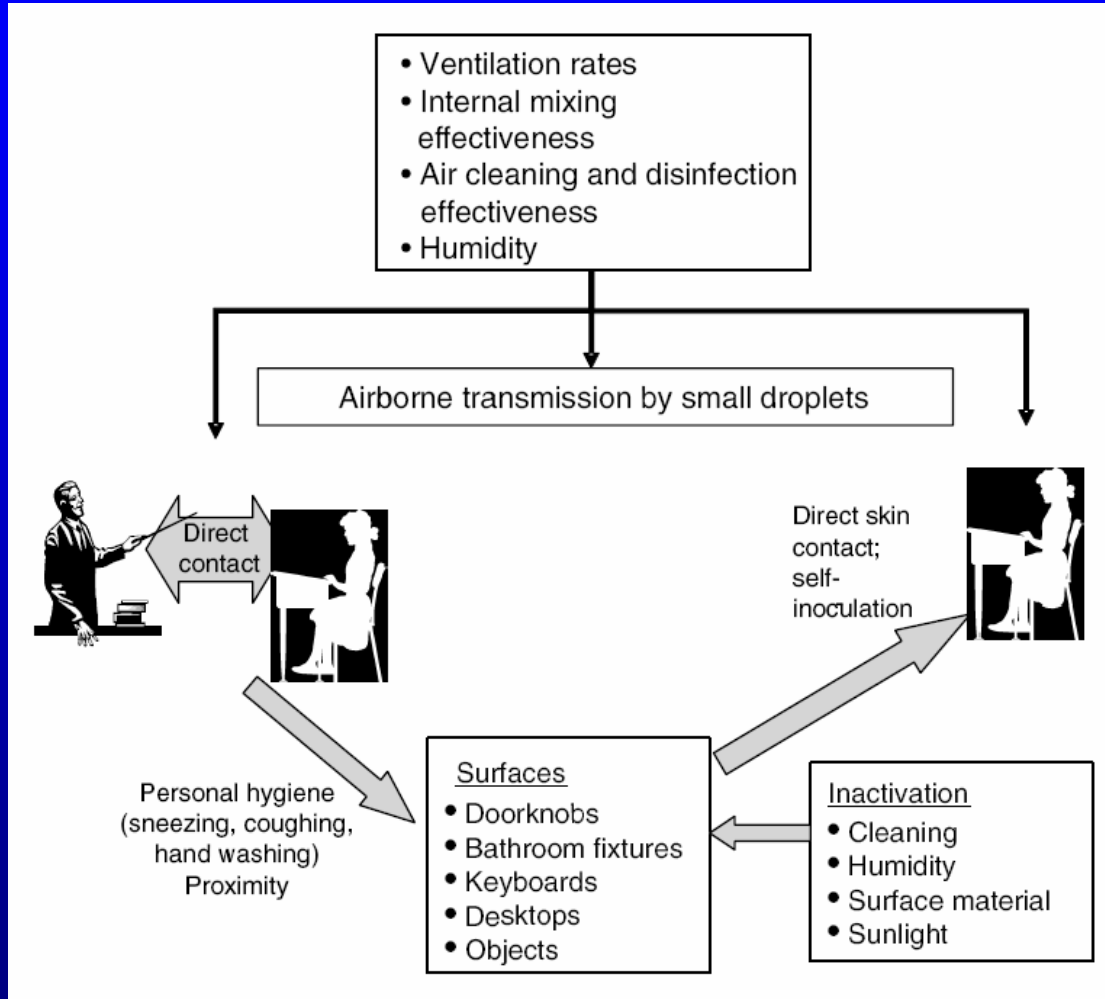 • Ventilation rates
• Internal mixing
effectiveness
• Air cleaning and disinfection
effectiveness
• Humidity
Airborne transmission by small droplets
Direct
contact
Direct skin
contact;
self-
inoculation
Personal hygiene
(sneezing, coughing,
hand washing)
Proximity
Surfaces
• Doorknobs
• Bathroom fixtures
• Keyboards
• Desktops
• Objects
Inactivation
• Cleaning
• Humidity
• Surface material
• Sunlight